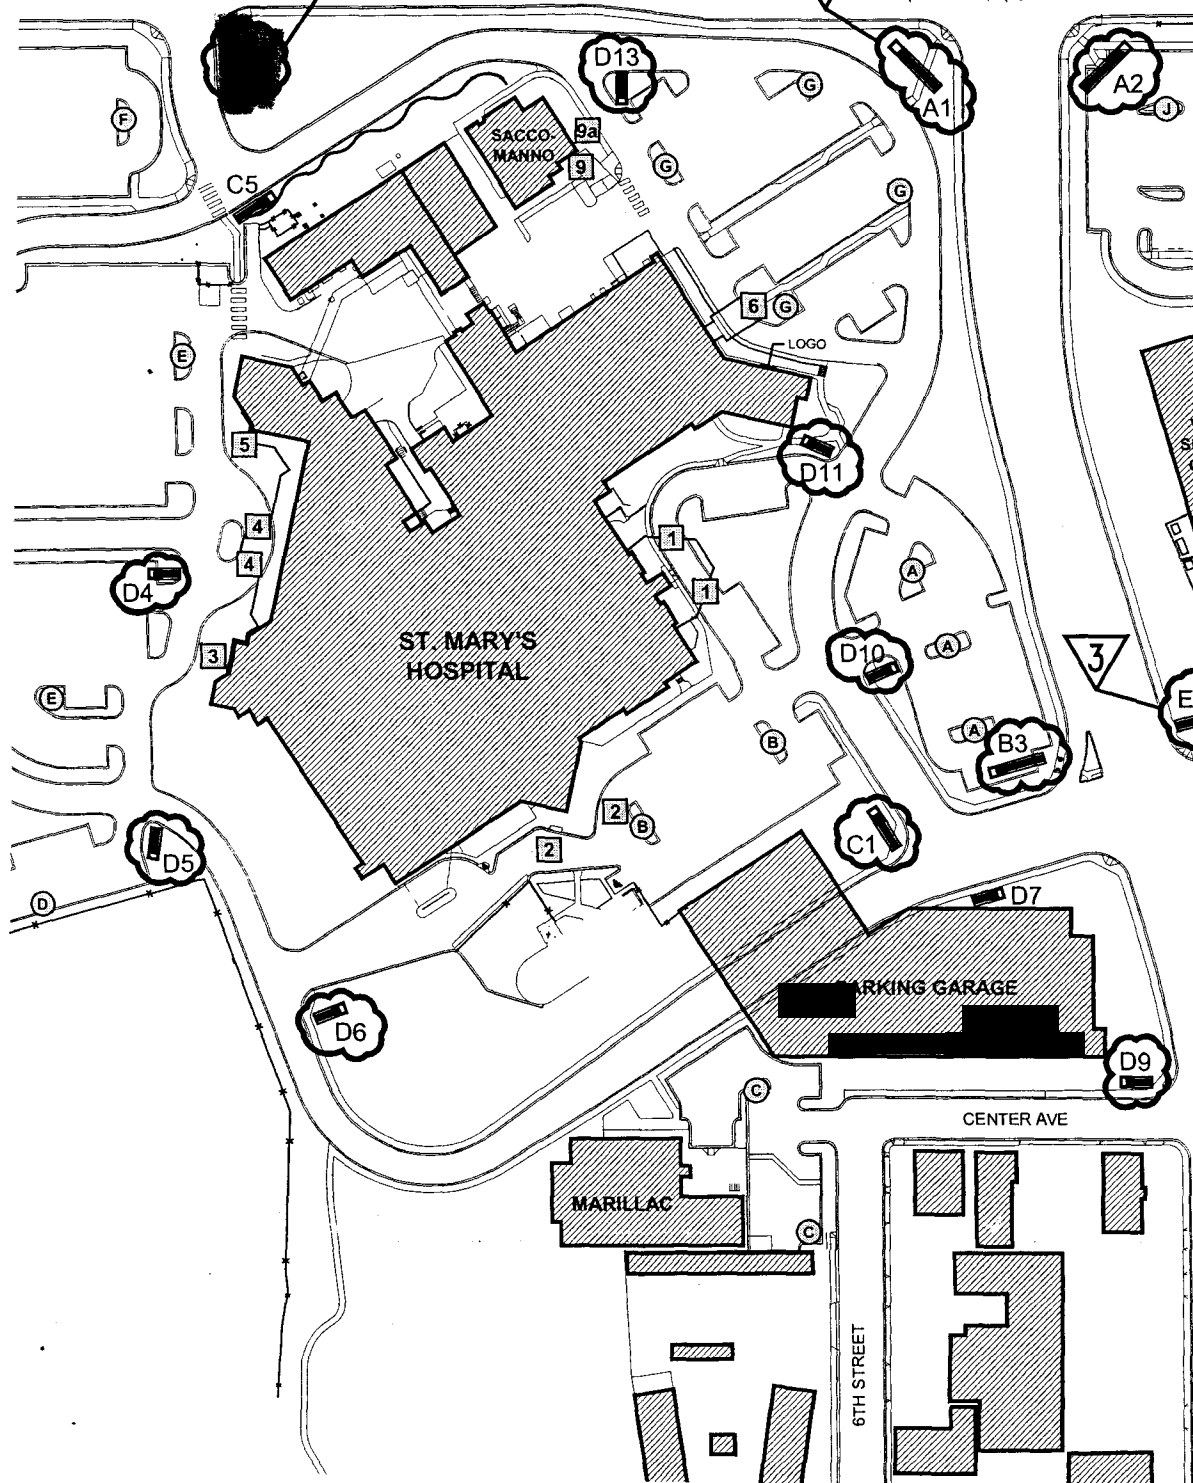 D13
A1
A2
F
G
J
SACCO-
MANNO
9a
9
G
C5
G
6
G
LOGO
E
5
D11
4
1
4
A
D4
1
ST. MARY'S
HOSPITAL
3
D10
A
3
E
E
A
B3
B
2
B
C1
D5
2
D
D7
ARKING GARAGE
D6
D9
C
CENTER AVE
MARILLAC
C
6TH STREET